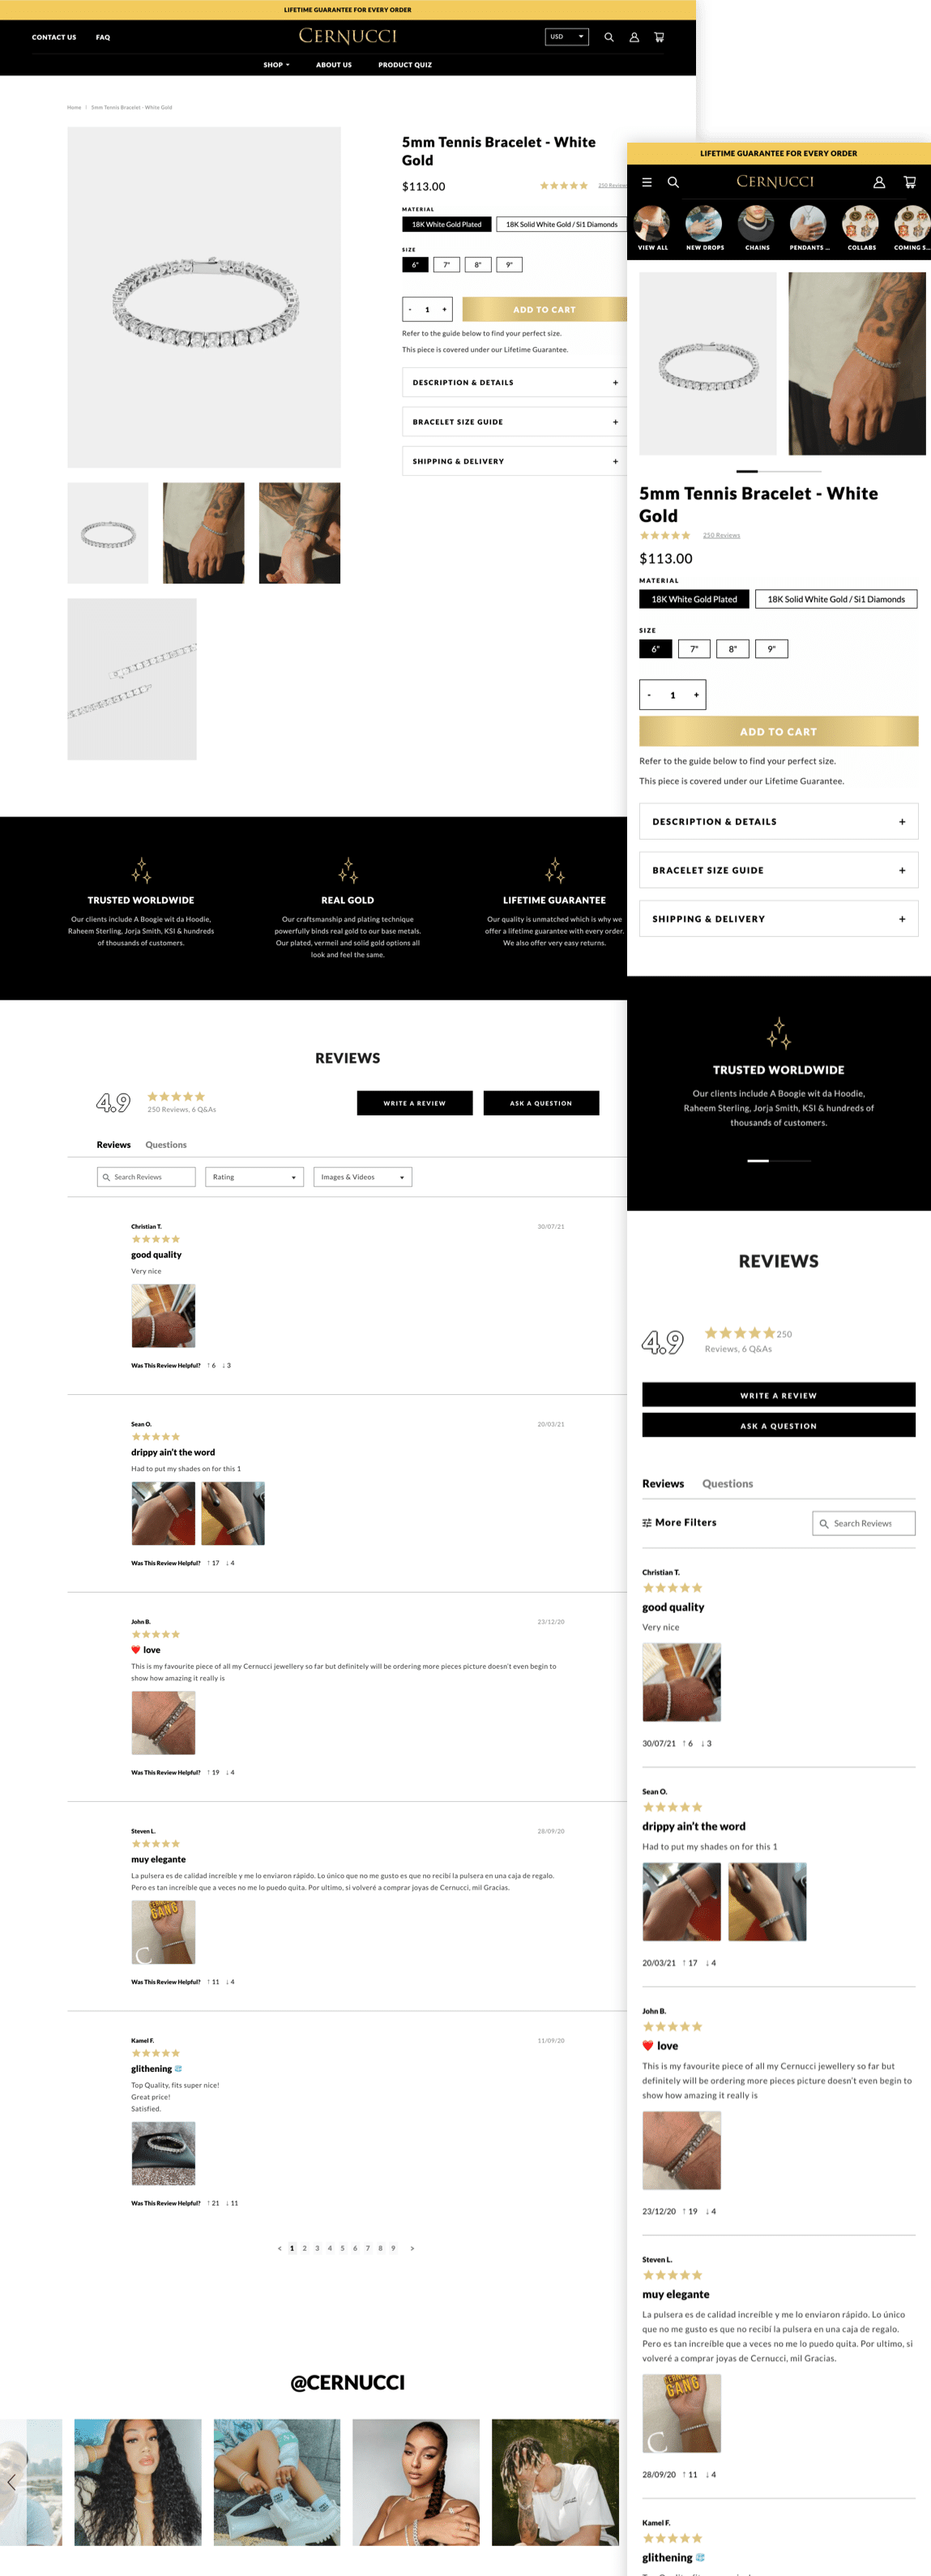 LIFETIME GUARANTEE FOR EVERY ORDER
CONTACT US FAQ CERNUCCI USD
SHOP ABOUT US PRODUCT QUIZ
Home | 5mm Tennis Bracelet - White Gold
5mm Tennis Bracelet - White
Gold
$113.00 250 Reviews
MATERIAL
18K White Gold Plated 18K Solid White Gold / Si1 Diamonds
SIZE
6" 7" 8" 9"
- 1 + ADD TO CART
Refer to the guide below to find your perfect size.
This piece is covered under our Lifetime Guarantee.
DESCRIPTION & DETAILS +
BRACELET SIZE GUIDE +
SHIPPING & DELIVERY +
TRUSTED WORLDWIDE
Our clients include A Boogie wit da Hoodie,
Raheem Sterling, Jorja Smith, KSI & hundreds
of thousands of customers.
REAL GOLD
Our craftsmanship and plating technique
powerfully binds real gold to our base metals.
Our plated, vermeil and solid gold options all
look and feel the same.
LIFETIME GUARANTEE
Our quality is unmatched which is why we
offer a lifetime guarantee with every order.
We also offer very easy returns.
REVIEWS
4.9
250 Reviews, 6 Q&As
WRITE A REVIEW ASK A QUESTION
Reviews Questions
Search Reviews Rating Images & Videos
Christian T. 30/07/21
good quality
Very nice
Was This Review Helpful? ↑ 6 ↓ 3
Sean O. 20/03/21
drippy ain't the word
Had to put my shades on for this 1
Was This Review Helpful? ↑ 17 ↓ 4
John B. 23/12/20
❤️ love
This is my favourite piece of all my Cernucci jewellery so far but definitely will be ordering more pieces picture doesn't even begin to
show how amazing it really is
Was This Review Helpful? ↑ 19 ↓ 4
Steven L. 28/09/20
muy elegante
La pulsera es de calidad increíble y me lo enviaron rápido. Lo único que no me gusto es que no recibí la pulsera en una caja de regalo.
Pero es tan increíble que a veces no me lo puedo quita. Por ultimo, si volveré a comprar joyas de Cernucci, mil Gracias.
GANG
Was This Review Helpful? ↑ 11 ↓ 4
Kamel F. 11/09/20
glithening
Top Quality, fits super nice!
Great price!
Satisfied.
Was This Review Helpful? ↑ 21 ↓ 11
< 1 2 3 4 5 6 7 8 9 >
@CERNUCCI
LIFETIME GUARANTEE FOR EVERY ORDER
CERNUCCI
VIEW ALL NEW DROPS CHAINS PENDANTS ... COLLABS COMING S...
5mm Tennis Bracelet - White
Gold
250 Reviews
$113.00
MATERIAL
18K White Gold Plated 18K Solid White Gold / Si1 Diamonds
SIZE
6" 7" 8" 9"
- 1 +
ADD TO CART
Refer to the guide below to find your perfect size.
This piece is covered under our Lifetime Guarantee.
DESCRIPTION & DETAILS +
BRACELET SIZE GUIDE +
SHIPPING & DELIVERY +
TRUSTED WORLDWIDE
Our clients include A Boogie wit da Hoodie,
Raheem Sterling, Jorja Smith, KSI & hundreds of
thousands of customers.
REVIEWS
4.9 250
Reviews, 6 Q&As
WRITE A REVIEW
ASK A QUESTION
Reviews Questions
More Filters Search Reviews
Christian T.
good quality
Very nice
30/07/21 ↑ 6 ↓ 3
Sean O.
drippy ain't the word
Had to put my shades on for this 1
20/03/21 ↑ 17 ↓ 4
John B.
❤️ love
This is my favourite piece of all my Cernucci jewellery so far but
definitely will be ordering more pieces picture doesn't even begin to
show how amazing it really is
23/12/20 ↑ 19 ↓ 4
Steven L.
muy elegante
La pulsera es de calidad increíble y me lo enviaron rápido. Lo único
que no me gusto es que no recibí la pulsera en una caja de regalo.
Pero es tan increíble que a veces no me lo puedo quita. Por ultimo, si
volveré a comprar joyas de Cernucci, mil Gracias.
GANG
28/09/20 ↑ 11 ↓ 4
Kamel F.
glithening